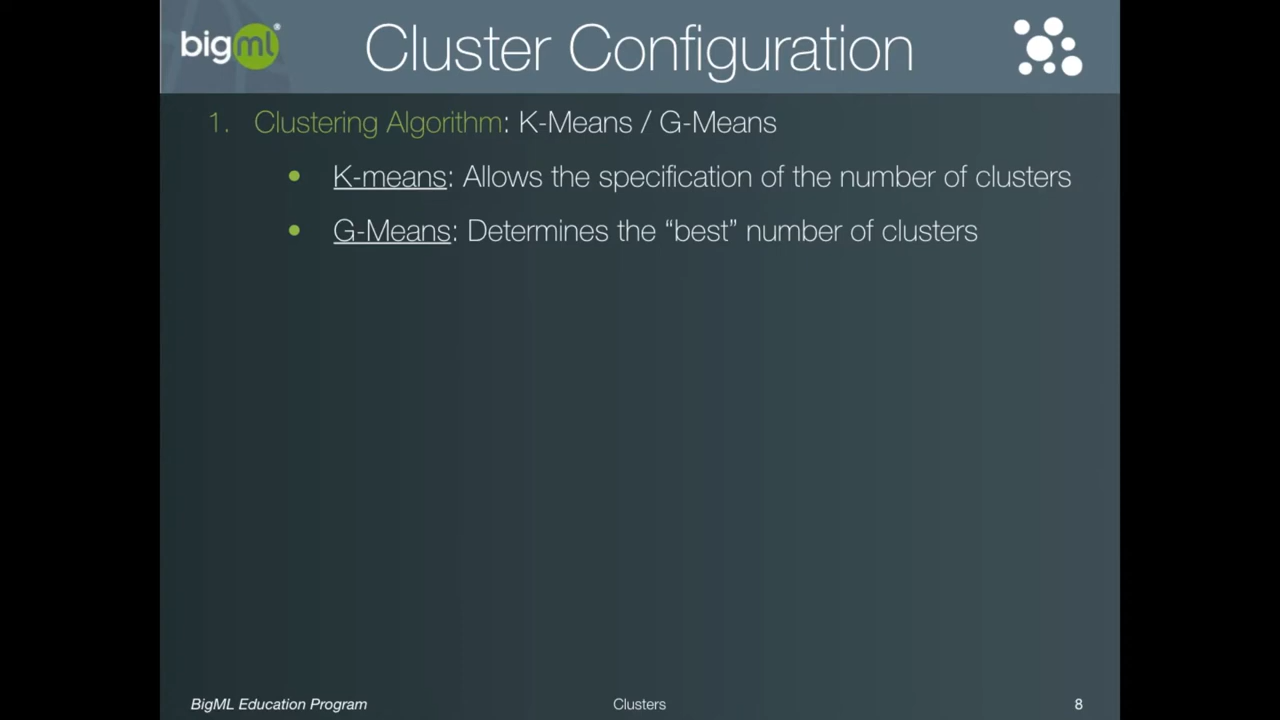 bigml®
Cluster Configuration
1. Clustering Algorithm: K-Means / G-Means
• K-means: Allows the specification of the number of clusters
• G-Means: Determines the “best” number of clusters
BigML Education Program
Clusters
8